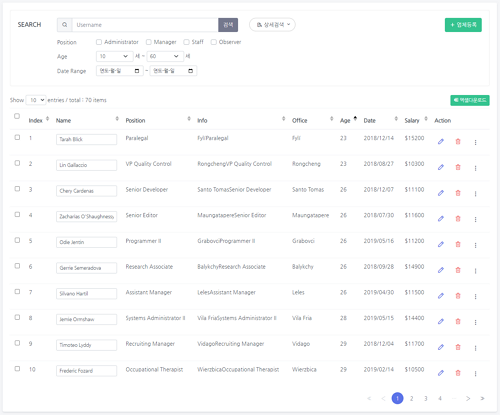 SEARCH Username 검색 상세검색 + 업체등록
Position Administrator Manager Staff Observer
Age 10 세 ~ 60 세
Date Range 연도-월-일 ~ 연도-월-일
Show 10 entries / total : 70 items 엑셀다운로드
Index Name Position Info Office Age Date Salary Action
1 Tarah Blick Paralegal FyliParalegal Fyli 23 2018/12/14 $15200
2 Lin Gallaccio VP Quality Control RongshengVP Quality Control Rongsheng 23 2018/08/27 $10300
3 Chery Cardenas Senior Developer Santo TomasSenior Developer Santo Tomas 26 2018/12/07 $11100
4 Zacharias O'Shaughnessy Senior Editor MaungatapereSenior Editor Maungatapere 26 2018/07/30 $11600
5 Odie Jentin Programmer II GrabovciProgrammer II Grabovci 26 2019/05/16 $11200
6 Gerrie Semeradova Research Associate BalykchyResearch Associate Balykchy 26 2018/09/28 $14900
7 Silvano Hartil Assistant Manager LelesAssistant Manager Leles 26 2019/04/30 $11500
8 Jernie Dimshaw Systems Administrator II Vila FriaSystems Administrator II Vila Fria 28 2019/05/15 $14400
9 Timoteo Lyddy Recruiting Manager VidagoRecruiting Manager Vidago 29 2018/12/04 $11700
10 Frederic Fozard Occupational Therapist WierzbicaOccupational Therapist Wierzbica 29 2019/02/14 $10500
« < 1 2 3 4 ··· > »